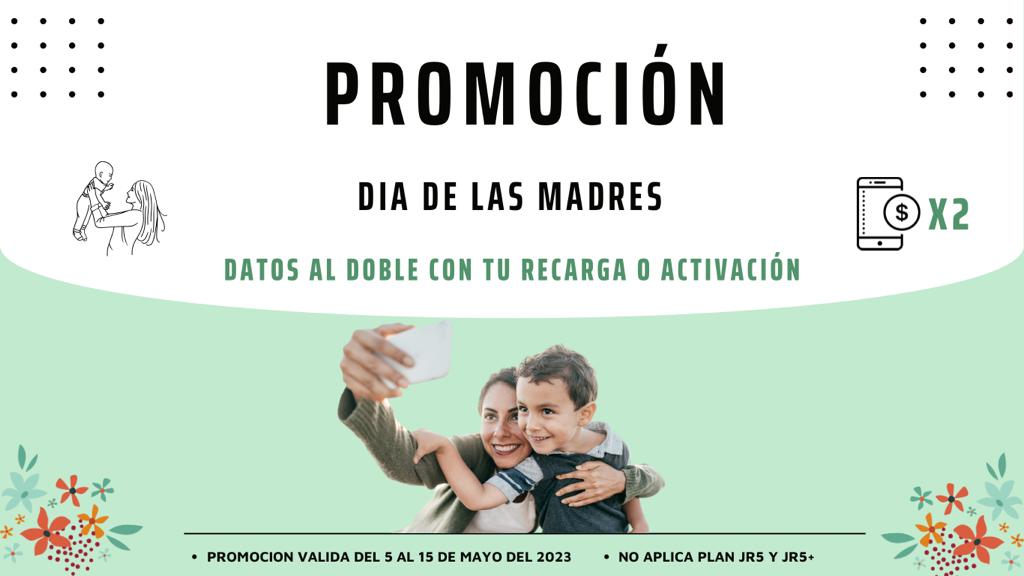 PROMOCIÓN
DIA DE LAS MADRES
$ X2
DATOS AL DOBLE CON TU RECARGA O ACTIVACIÓN
• PROMOCION VALIDA DEL 5 AL 15 DE MAYO DEL 2023 • NO APLICA PLAN JR5 Y JR5+